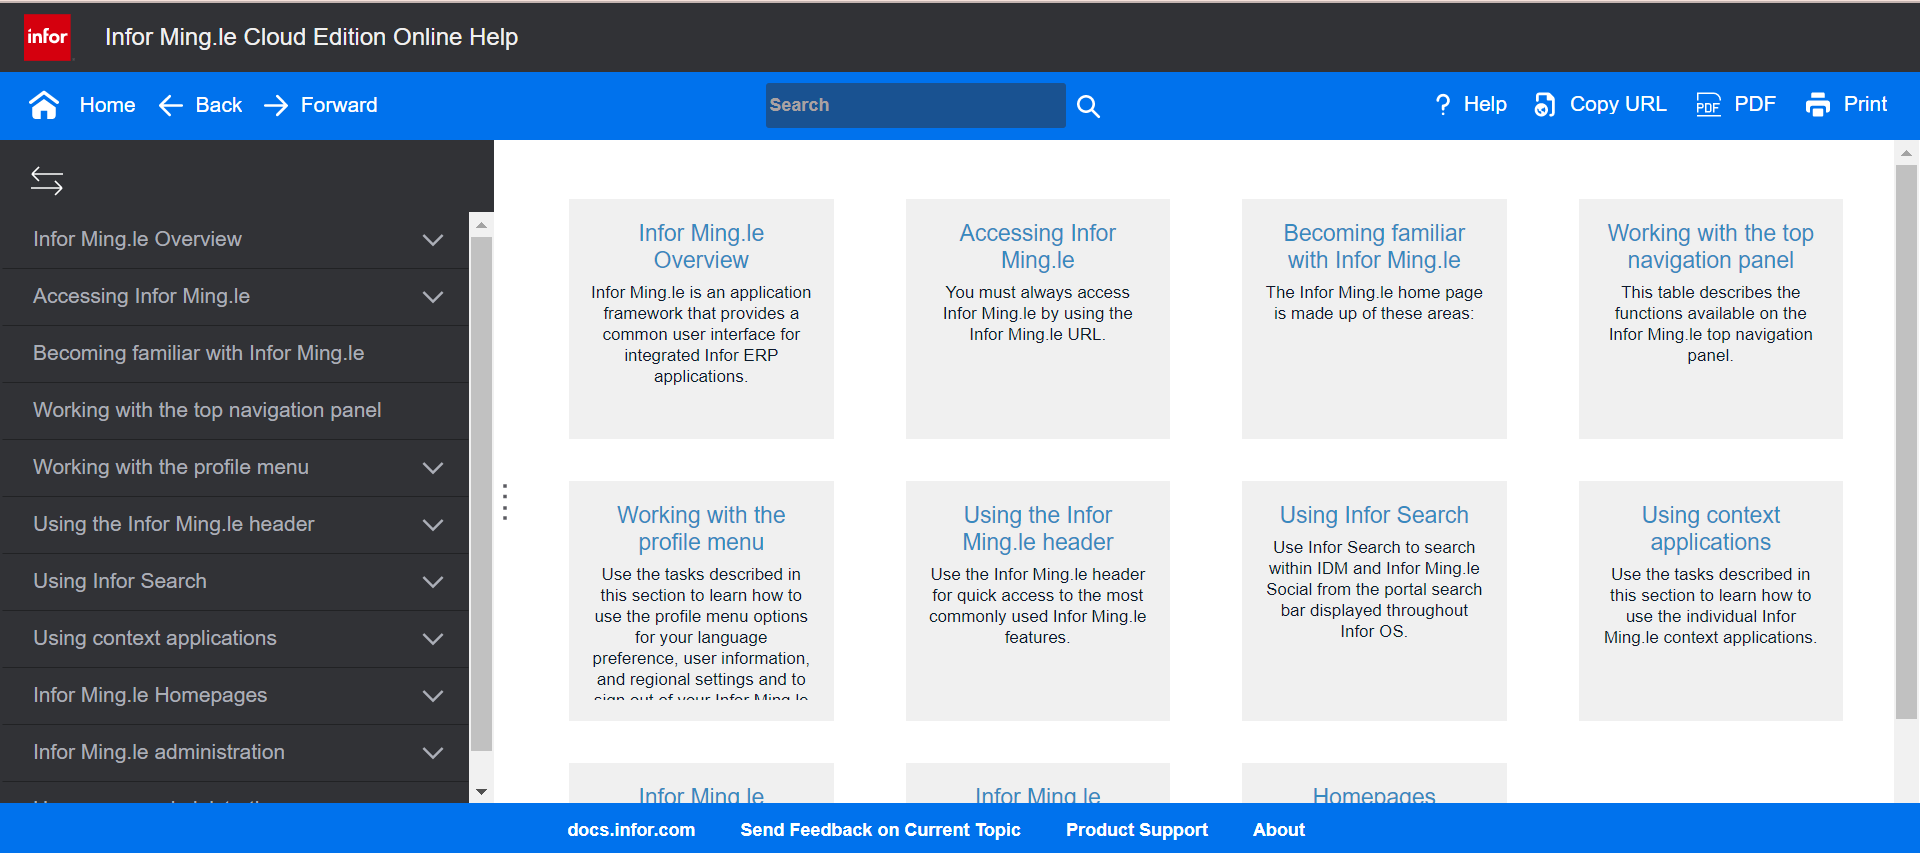 infor
Infor Ming.le Cloud Edition Online Help
Home
Back
Forward
Search
Help
Copy URL
PDF
PDF
Print
Infor Ming.le Overview
Accessing Infor Ming.le
Becoming familiar with Infor Ming.le
Working with the top navigation panel
Working with the profile menu
Using the Infor Ming.le header
Using Infor Search
Using context applications
Infor Ming.le Homepages
Infor Ming.le administration
Infor Ming.le
Overview
Infor Ming.le is an application
framework that provides a
common user interface for
integrated Infor ERP
applications.
Accessing Infor
Ming.le
You must always access
Infor Ming.le by using the
Infor Ming.le URL.
Becoming familiar
with Infor Ming.le
The Infor Ming.le home page
is made up of these areas:
Working with the top
navigation panel
This table describes the
functions available on the
Infor Ming.le top navigation
panel.
Working with the
profile menu
Use the tasks described in
this section to learn how to
use the profile menu options
for your language
preference, user information,
and regional settings and to
sign out of your Infor Ming.le
Using the Infor
Ming.le header
Use the Infor Ming.le header
for quick access to the most
commonly used Infor Ming.le
features.
Using Infor Search
Use Infor Search to search
within IDM and Infor Ming.le
Social from the portal search
bar displayed throughout
Infor OS.
Using context
applications
Use the tasks described in
this section to learn how to
use the individual Infor
Ming.le context applications.
Infor Ming.le
Infor Ming.le
Homepages
docs.infor.com
Send Feedback on Current Topic
Product Support
About